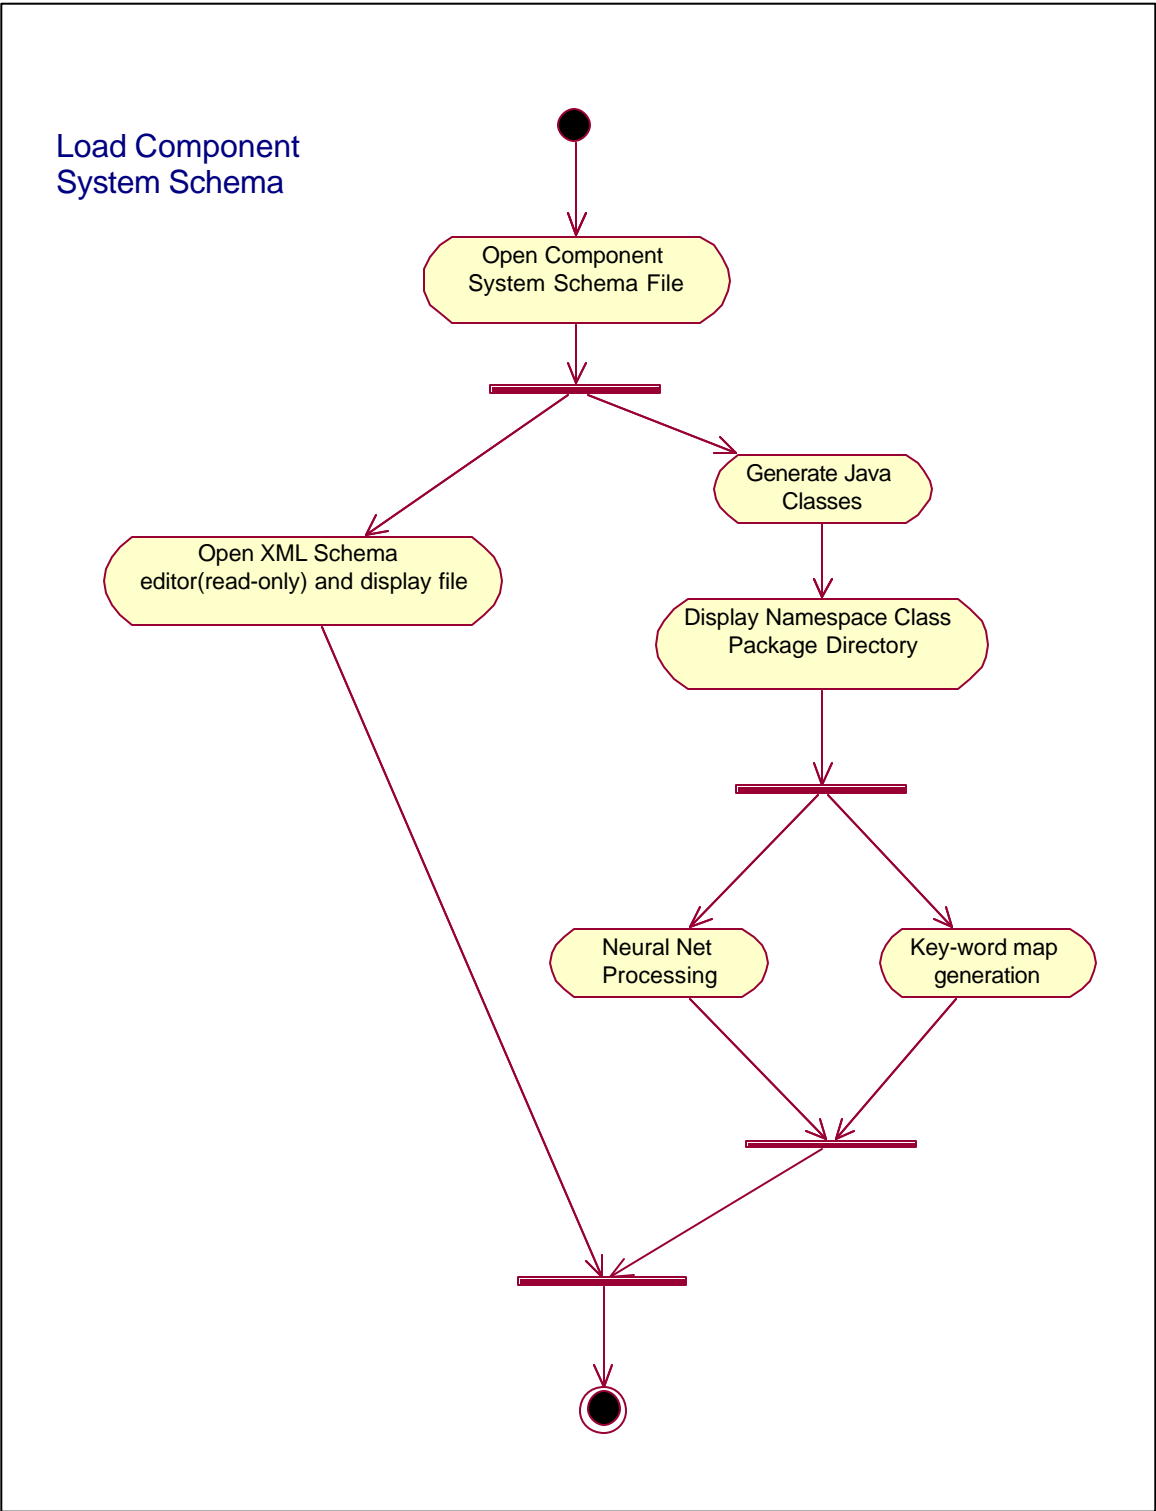 Load Component
System Schema
Open Component
System Schema File
Generate Java
Classes
Open XML Schema
editor(read-only) and display file
Display Namespace Class
Package Directory
Neural Net
Processing
Key-word map
generation